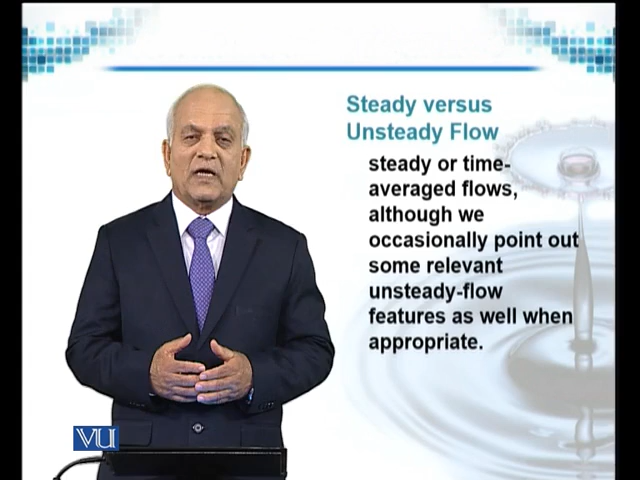 Steady versus
Unsteady Flow
steady or time-
averaged flows,
although we
occasionally point out
some relevant
unsteady-flow
features as well when
appropriate.
VU